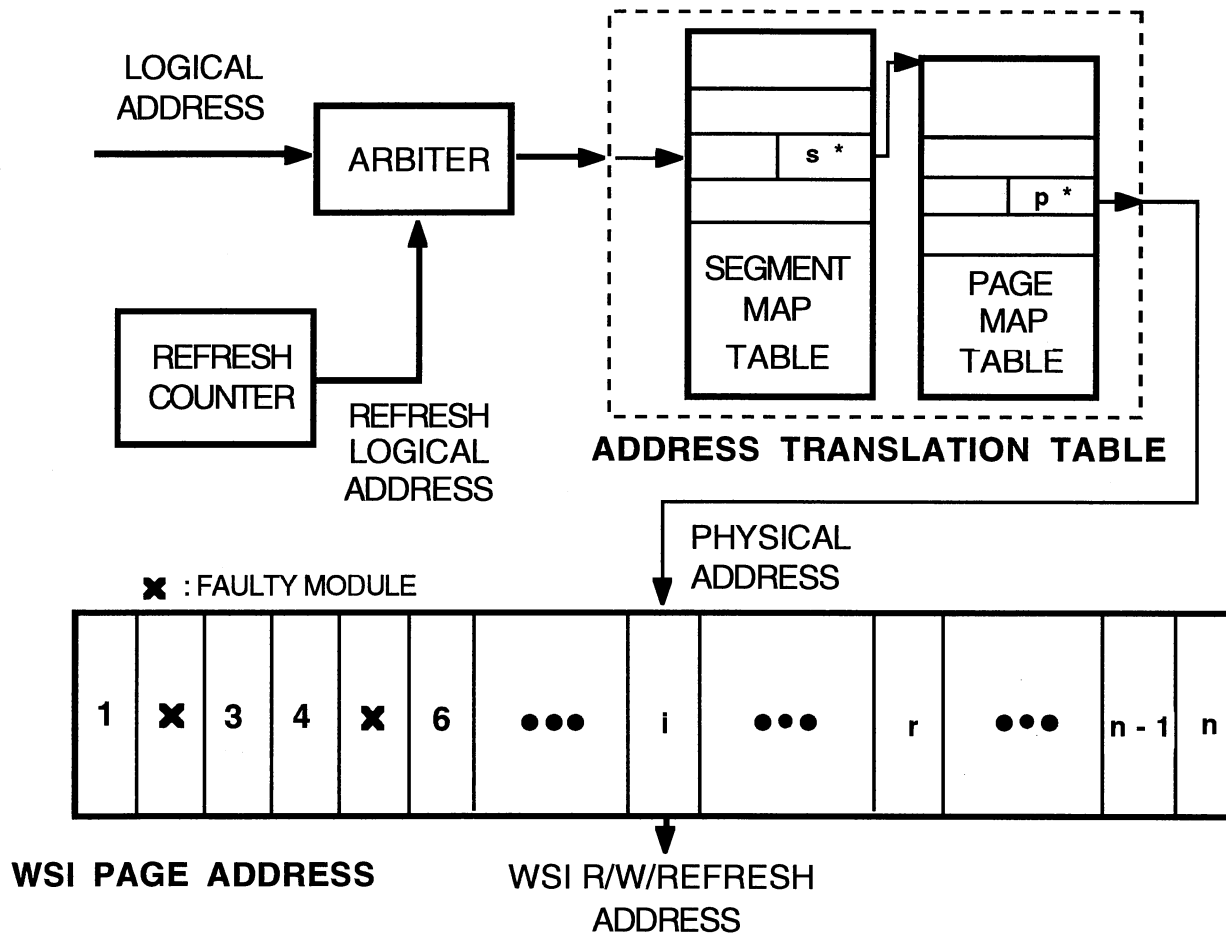 LOGICAL
ADDRESS
ARBITER
REFRESH
COUNTER
REFRESH
LOGICAL
ADDRESS
s *
SEGMENT
MAP
TABLE
p *
PAGE
MAP
TABLE
ADDRESS TRANSLATION TABLE
PHYSICAL
ADDRESS
x : FAULTY MODULE
1 x 3 4 x 6 ••• i ••• r ••• n - 1 n
WSI PAGE ADDRESS
WSI R/W/REFRESH
ADDRESS